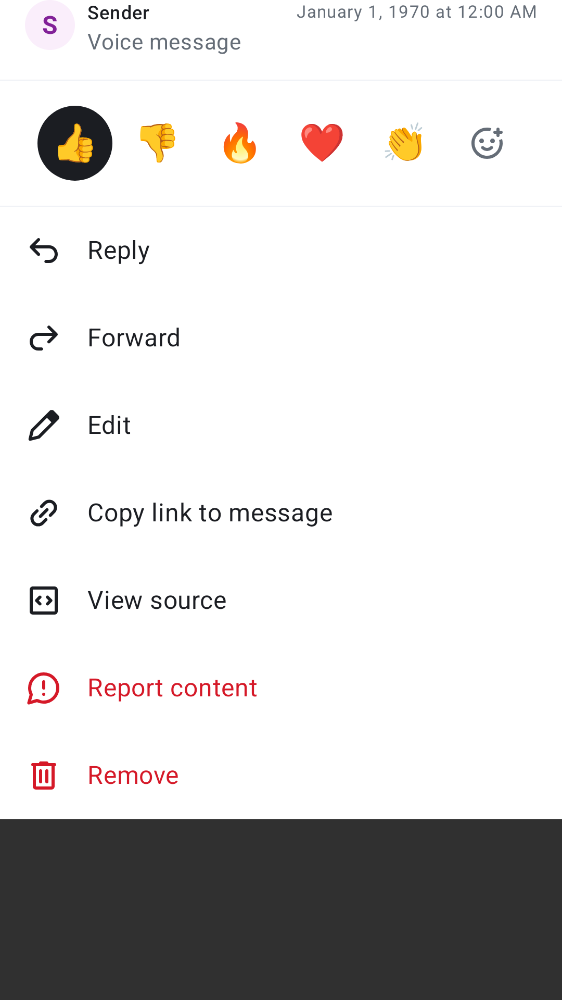 S
Sender
January 1, 1970 at 12:00 AM
Voice message
Reply
Forward
Edit
Copy link to message
View source
Report content
Remove